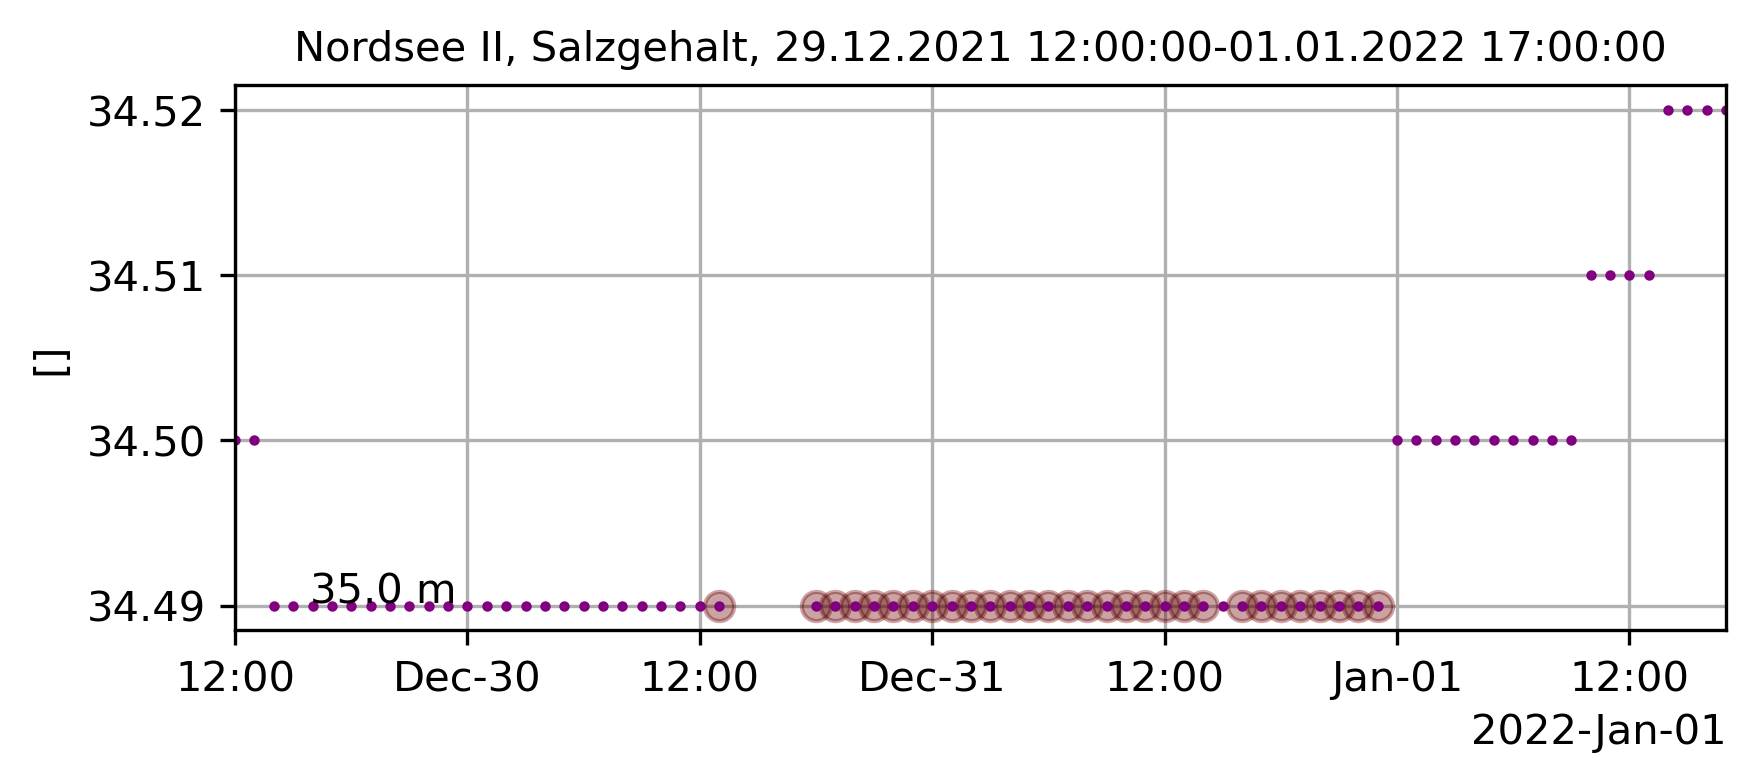 Nordsee II, Salzgehalt, 29.12.2021 12:00:00-01.01.2022 17:00:00
34.52
34.51
[]
34.50
35.0 m
34.49
12:00 Dec-30 12:00 Dec-31 12:00 Jan-01 12:00
2022-Jan-01